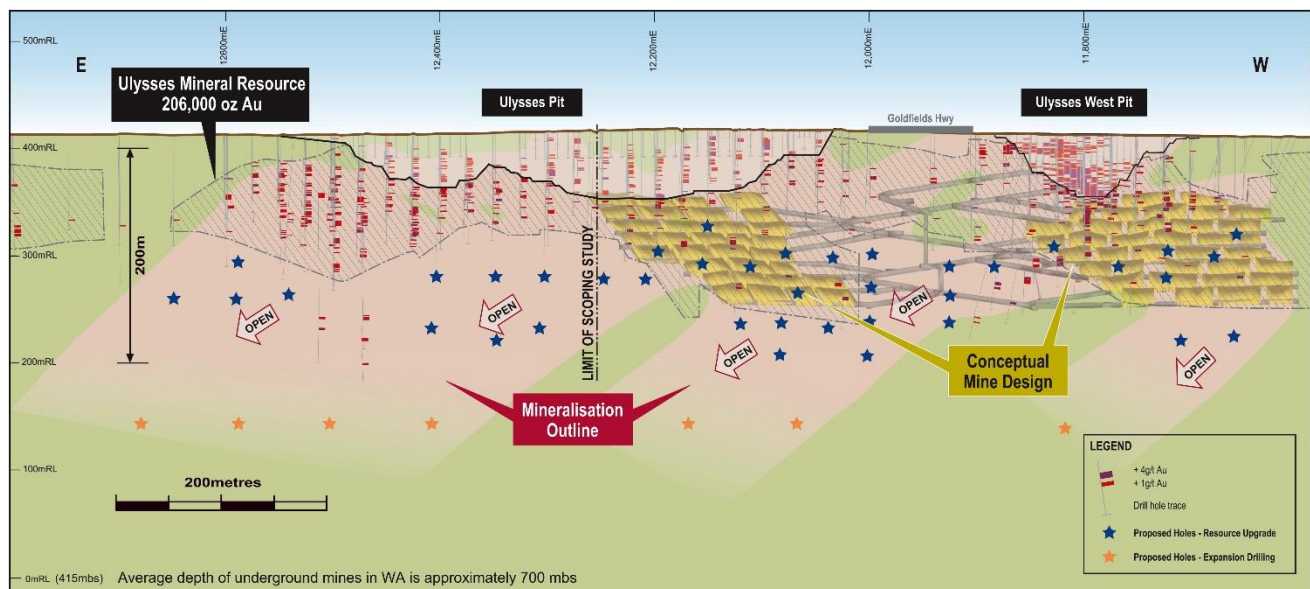 12600mE
12,400mE
12,200mE
12,000mE
11,800mE
500mRL
E
W
Ulysses Mineral Resource
206,000 oz Au
Ulysses Pit
Ulysses West Pit
Goldfields Hwy
400mRL
300mRL
200m
200mRL
100mRL
LIMIT OF SCOPING STUDY
OPEN
OPEN
OPEN
OPEN
OPEN
Conceptual
Mine Design
Mineralisation
Outline
200metres
LEGEND
+ 4g/t Au
+ 1g/t Au
Drill hole trace
Proposed Holes - Resource Upgrade
Proposed Holes - Expansion Drilling
0mRL (415mbs) Average depth of underground mines in WA is approximately 700 mbs